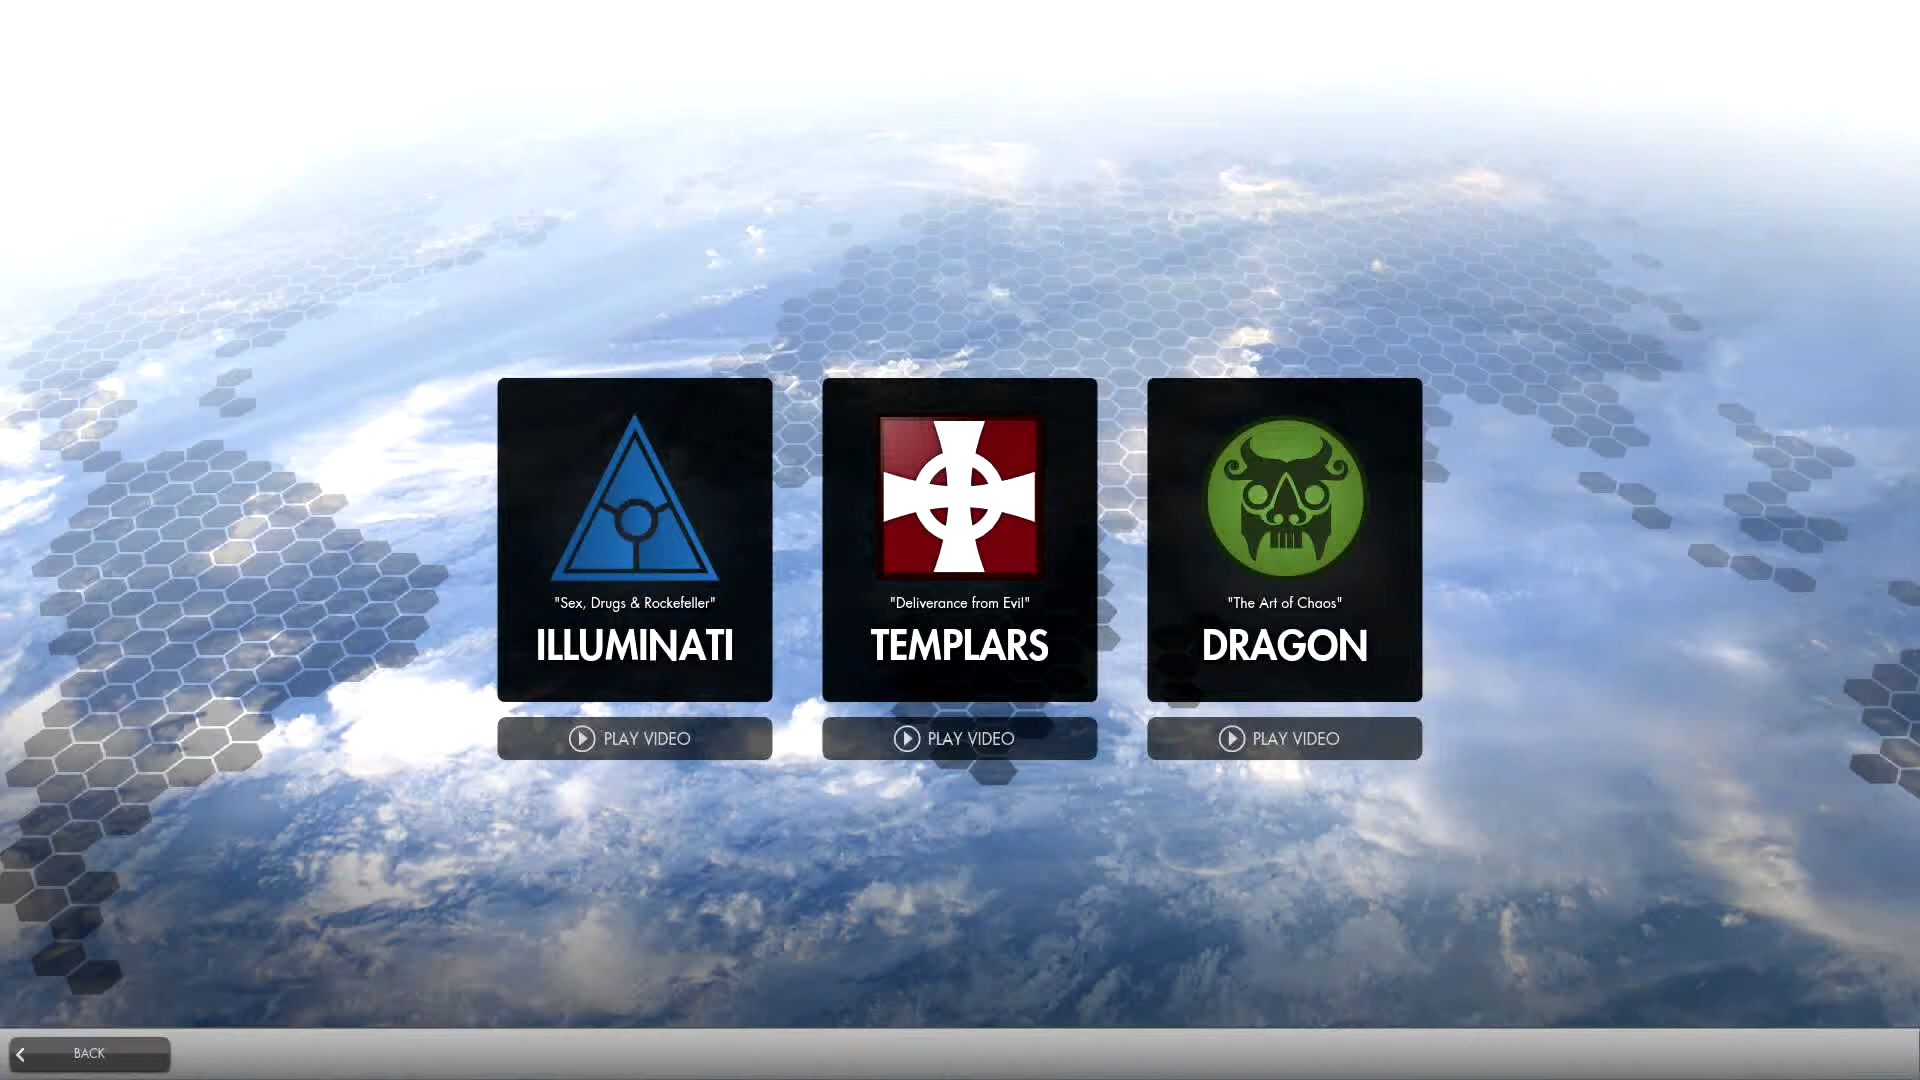 "Sex, Drugs & Rockefeller"
ILLUMINATI
PLAY VIDEO
"Deliverance from Evil"
TEMPLARS
PLAY VIDEO
"The Art of Chaos"
DRAGON
PLAY VIDEO
BACK